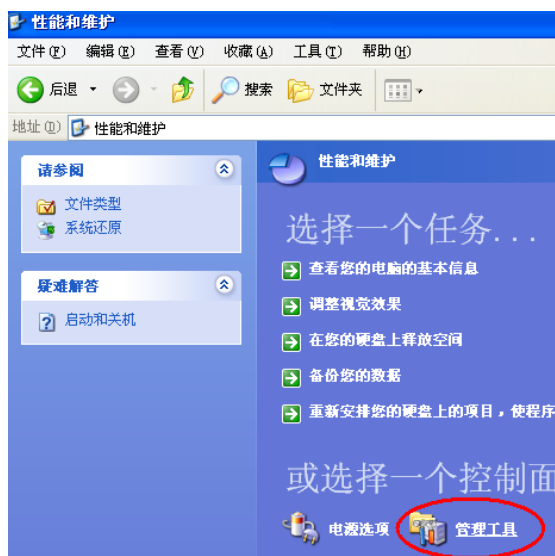 性能和维护
文件(F) 编辑(E) 查看(V) 收藏(A) 工具(T) 帮助(H)
后退 搜索 文件夹
地址(D) 性能和维护
请参阅
文件类型
系统还原
疑难解答
启动和关机
性能和维护
选择一个任务...
查看您的电脑的基本信息
调整视觉效果
在您的硬盘上释放空间
备份您的数据
重新安排您的硬盘上的项目，使程序
或选择一个控制面
电源选项 管理工具